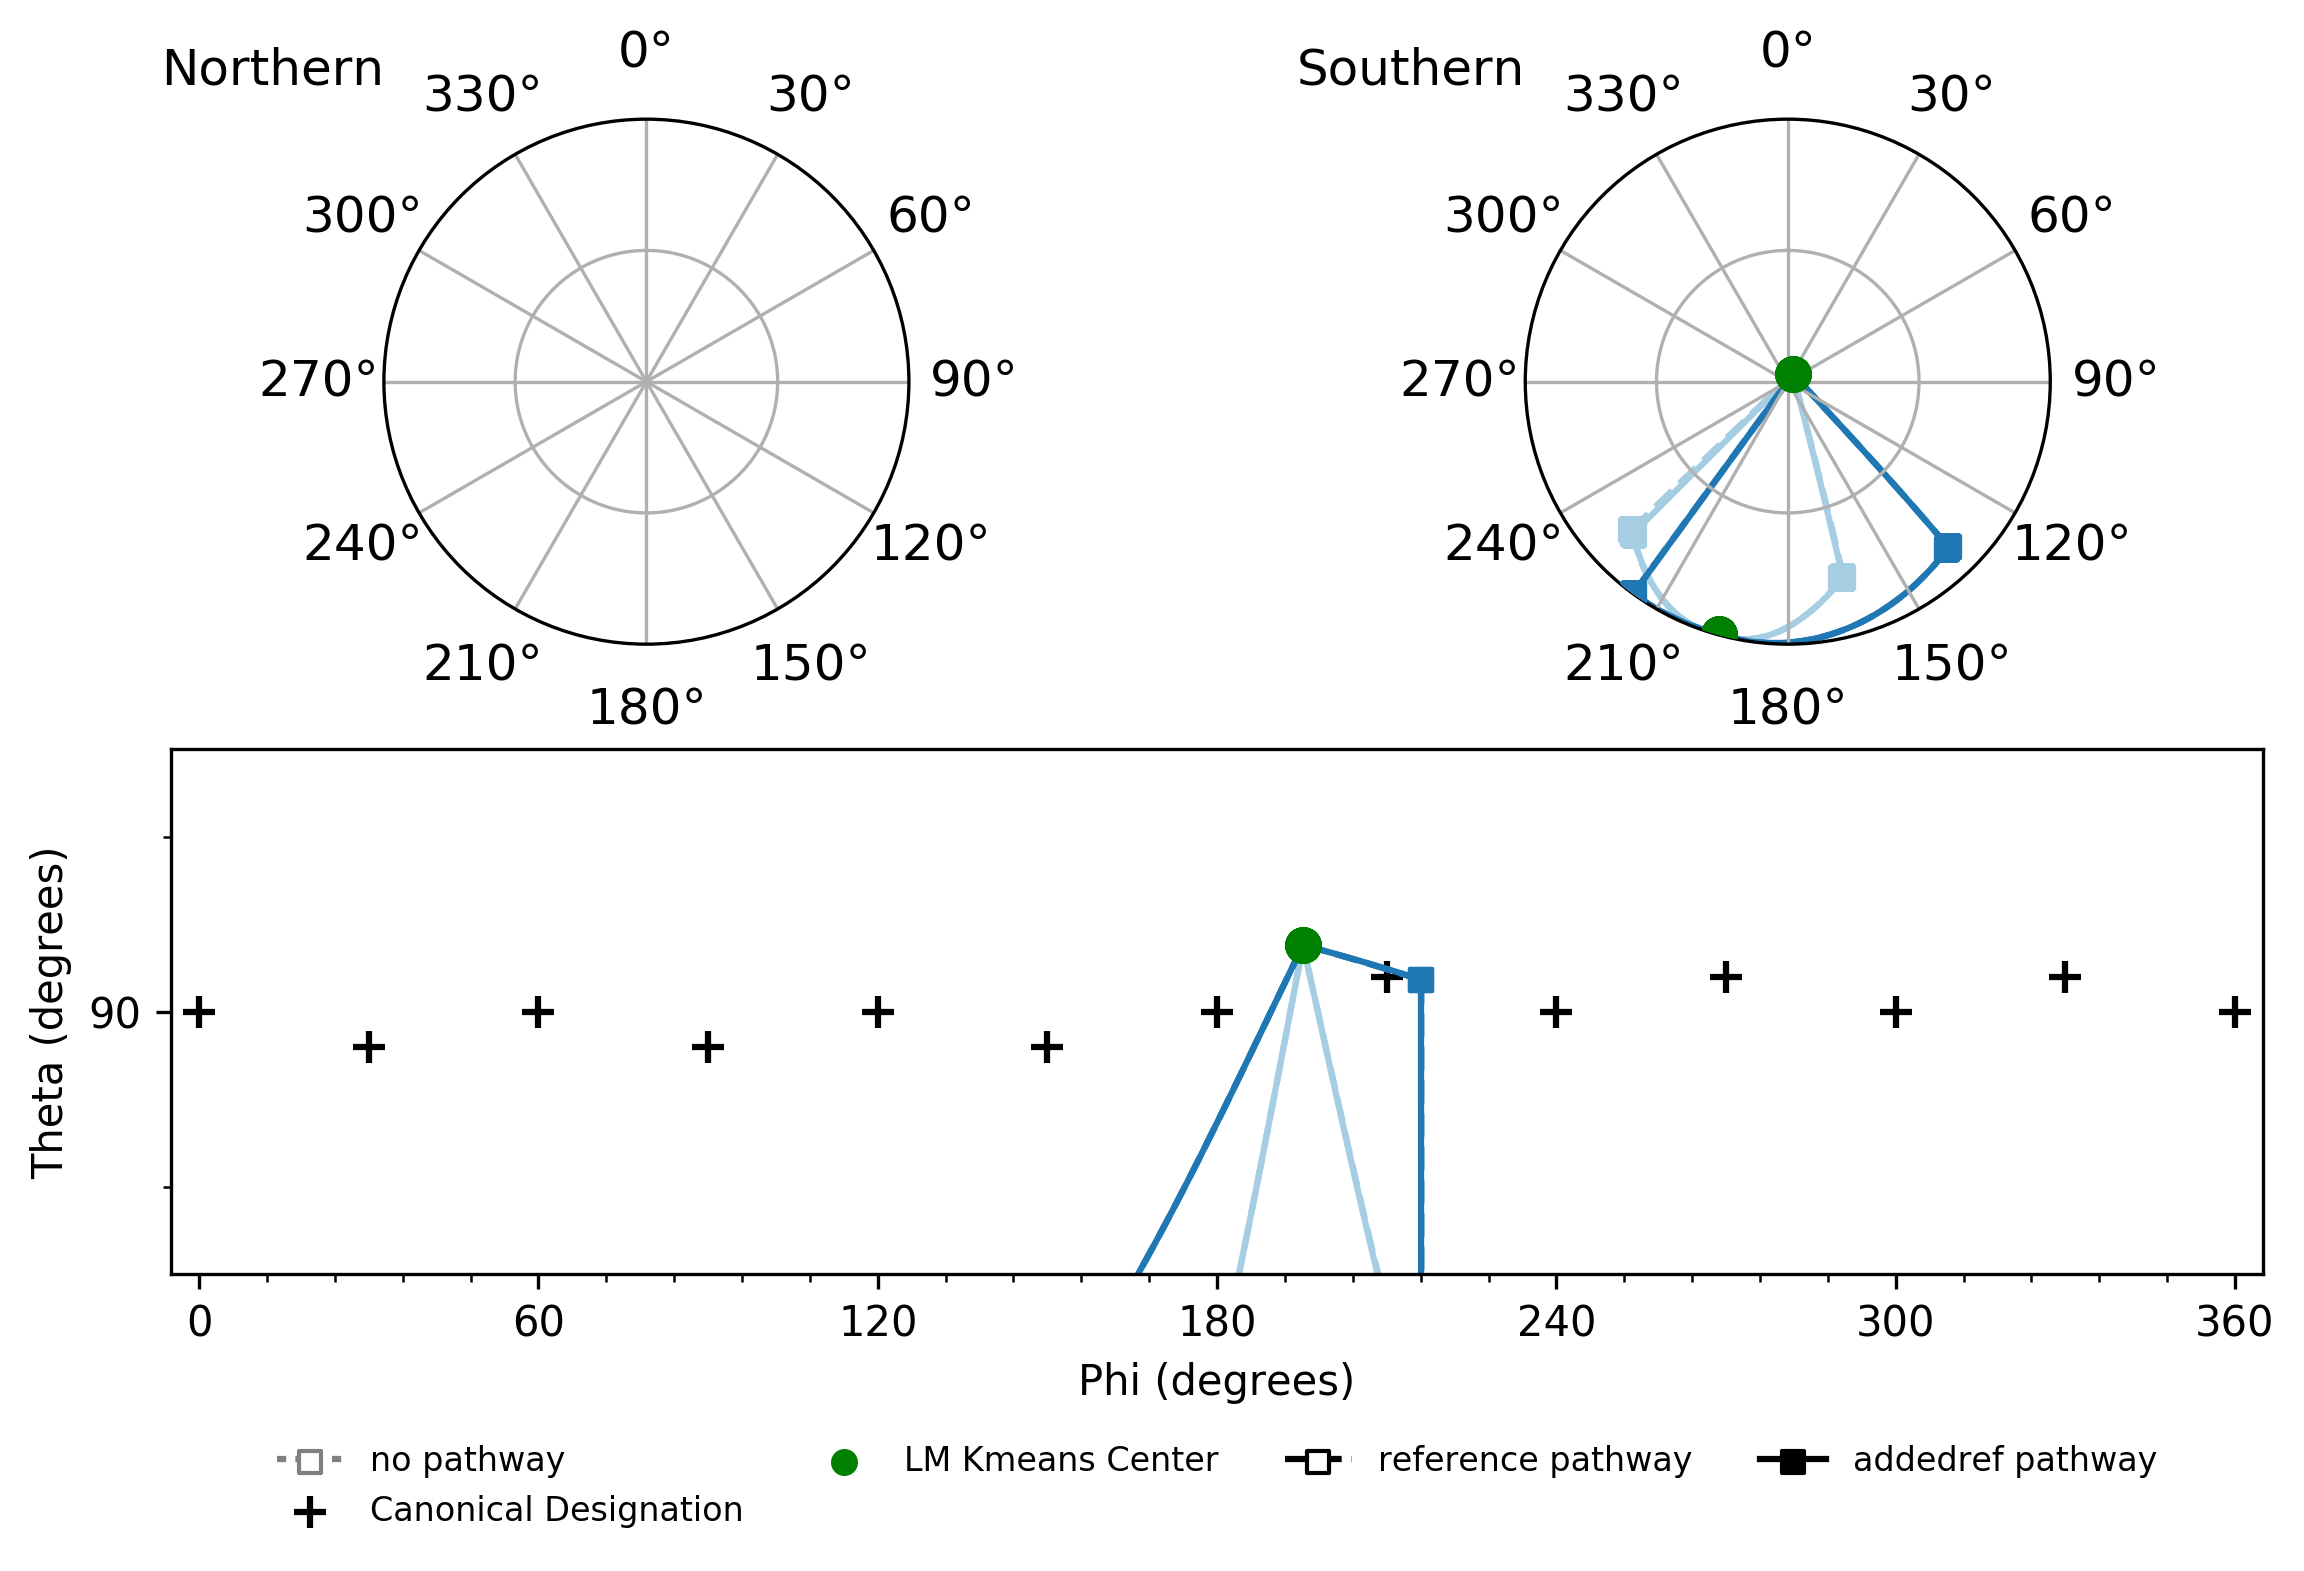 Northern
0°
330°
30°
300°
60°
270°
90°
240°
120°
210°
150°
180°
Southern
0°
330°
30°
300°
60°
270°
90°
240°
120°
210°
150°
180°
Theta (degrees)
90
0 60 120 180 240 300 360
Phi (degrees)
no pathway
Canonical Designation
LM Kmeans Center
reference pathway
addedref pathway